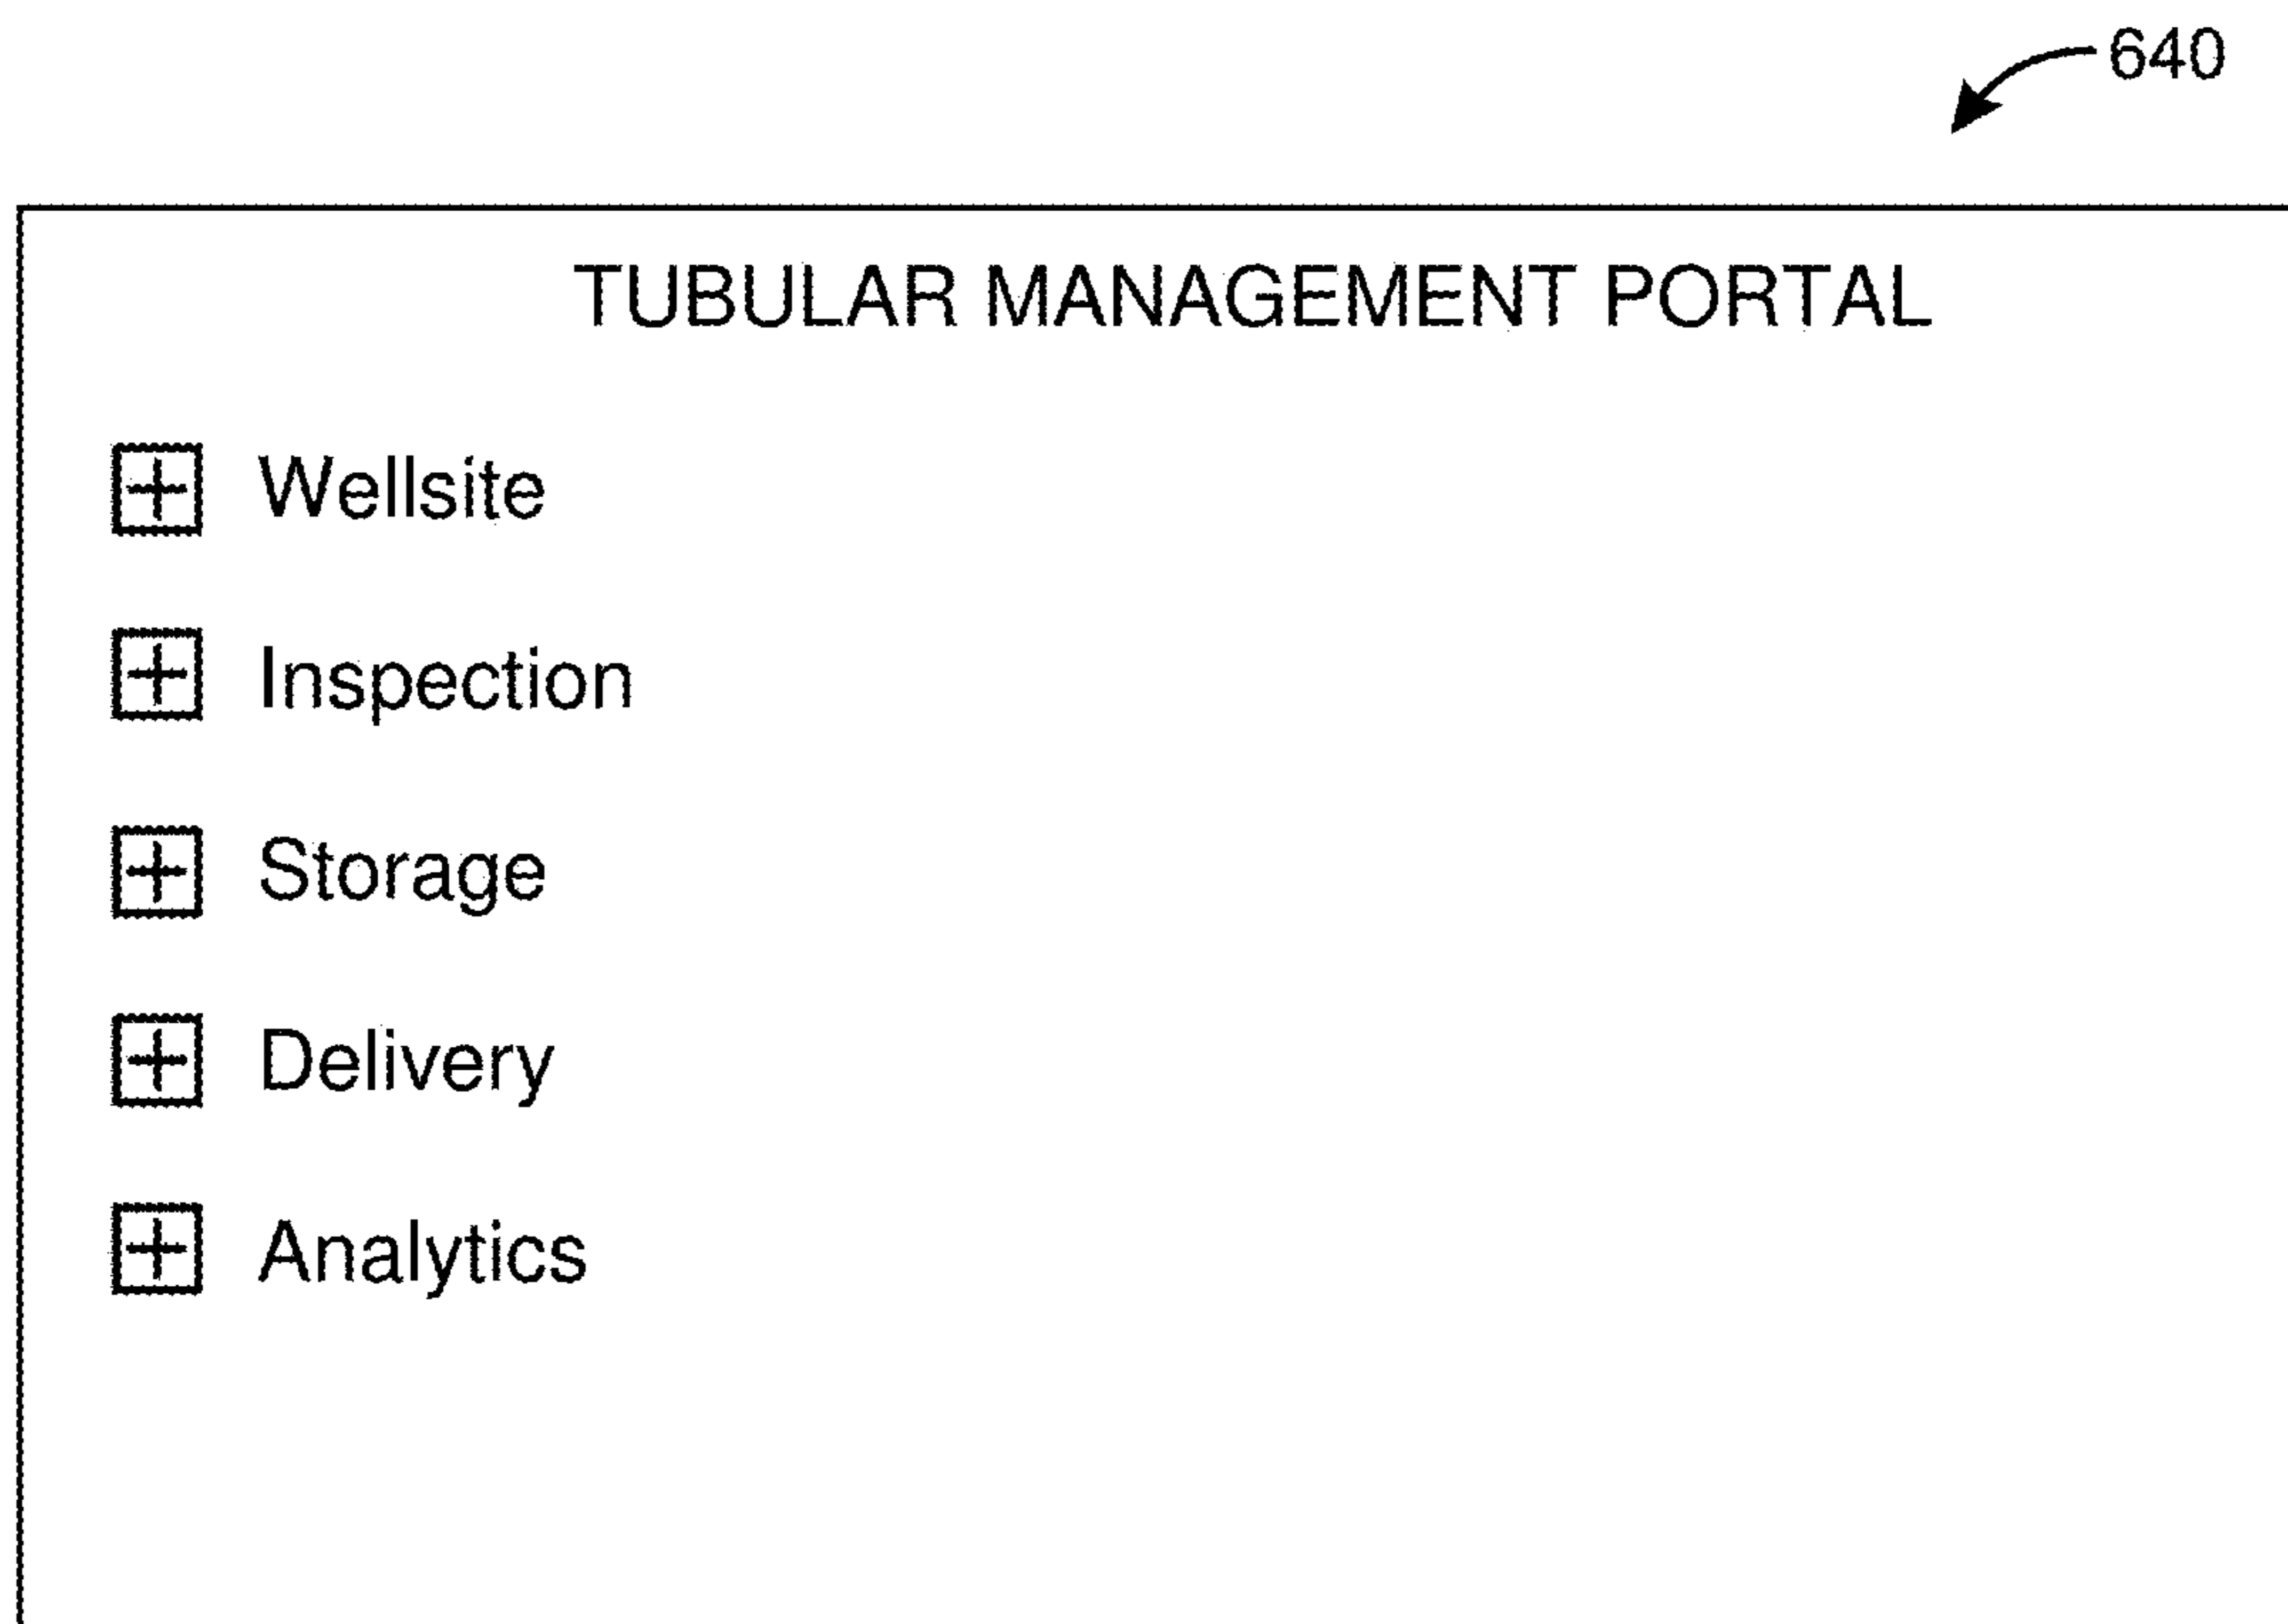 640
TUBULAR MANAGEMENT PORTAL
Wellsite
Inspection
Storage
Delivery
Analytics